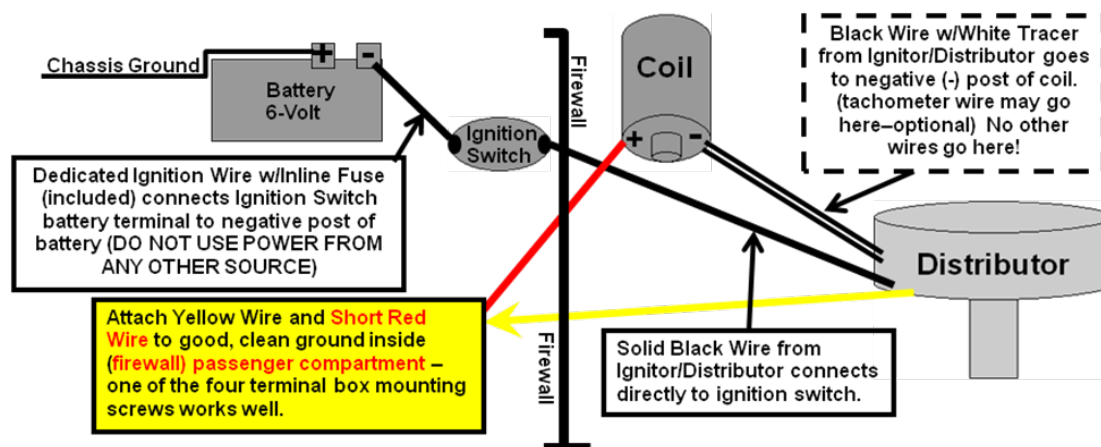 Chassis Ground
+ -
Battery
6-Volt
Ignition
Switch
Firewall
Firewall
Coil
+ -
Black Wire w/White Tracer
from Ignitor/Distributor goes
to negative (-) post of coil.
(tachometer wire may go
here–optional) No other
wires go here!
Dedicated Ignition Wire w/Inline Fuse
(included) connects Ignition Switch
battery terminal to negative post of
battery (DO NOT USE POWER FROM
ANY OTHER SOURCE)
Distributor
Attach Yellow Wire and Short Red
Wire to good, clean ground inside
(firewall) passenger compartment –
one of the four terminal box mounting
screws works well.
Solid Black Wire from
Ignitor/Distributor connects
directly to ignition switch.